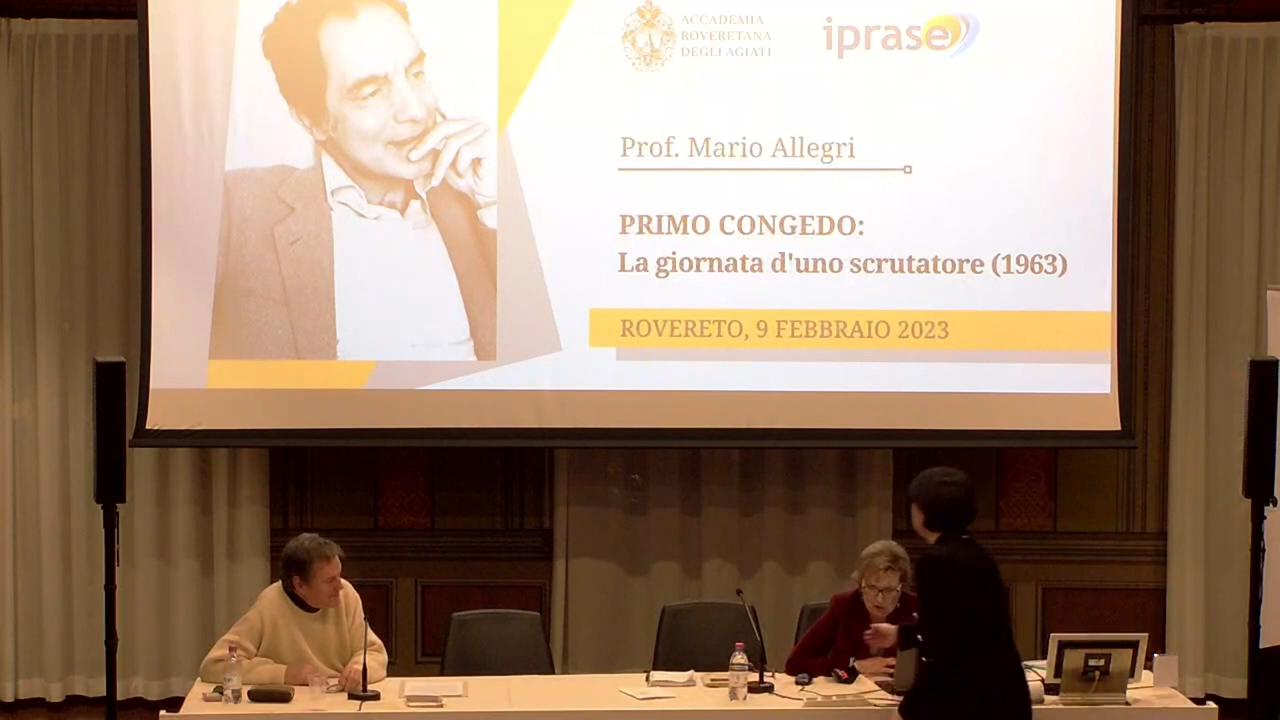 ACCADEMIA
ROVERETANA
DEGLI AGIATI
iprase
Prof. Mario Allegri
PRIMO CONGEDO:
La giornata d'uno scrutatore (1963)
ROVERETO, 9 FEBBRAIO 2023